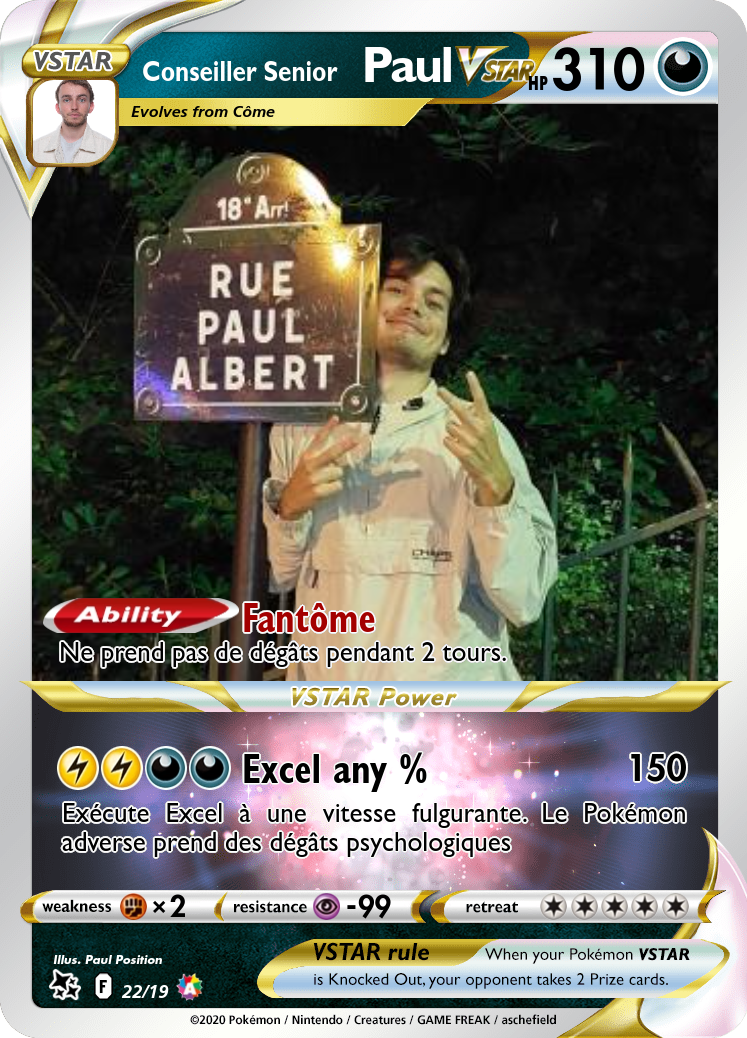 VSTAR
Conseiller Senior Paul VSTAR HP 310
Evolves from Côme
18e Arrt
RUE
PAUL
ALBERT
CHAPS
Ability Fantôme
Ne prend pas de dégâts pendant 2 tours.
VSTAR Power
Excel any % 150
Exécute Excel à une vitesse fulgurante. Le Pokémon
adverse prend des dégâts psychologiques
weakness ×2 resistance -99 retreat
Illus. Paul Position
F 22/19 A
VSTAR rule When your Pokémon VSTAR
is Knocked Out, your opponent takes 2 Prize cards.
©2020 Pokémon / Nintendo / Creatures / GAME FREAK / aschefield